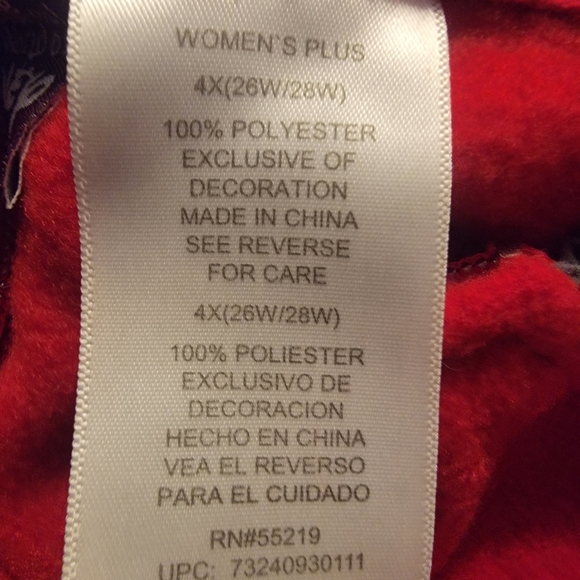 WOMEN`S PLUS
4X(26W/28W)
100% POLYESTER
EXCLUSIVE OF
DECORATION
MADE IN CHINA
SEE REVERSE
FOR CARE
4X(26W/28W)
100% POLIESTER
EXCLUSIVO DE
DECORACION
HECHO EN CHINA
VEA EL REVERSO
PARA EL CUIDADO
RN#55219
UPC: 73240930111